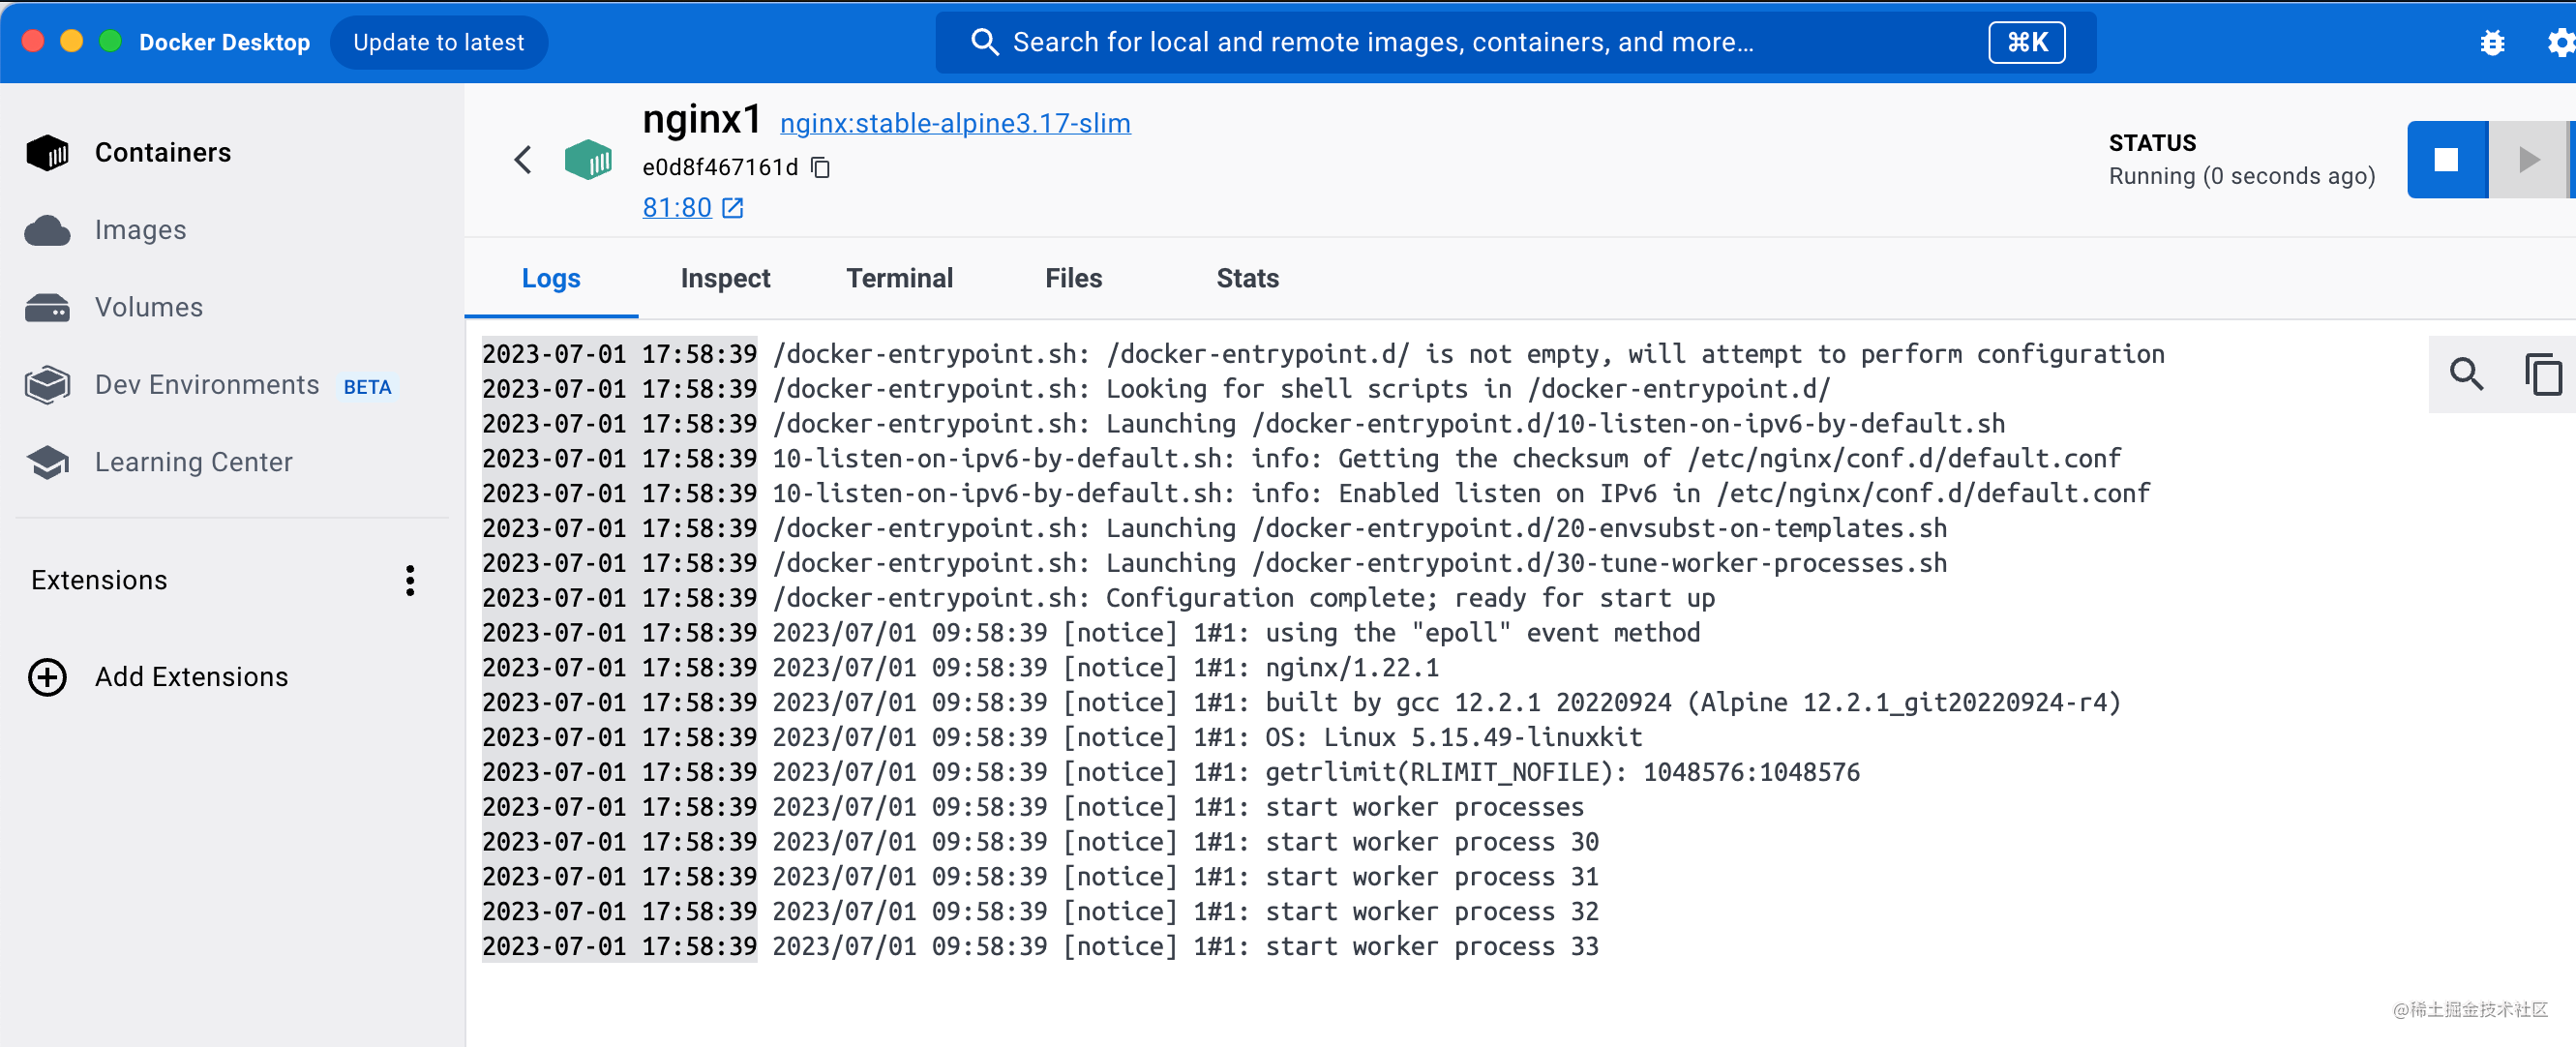 Docker Desktop
Update to latest
Search for local and remote images, containers, and more...
⌘K
Containers
Images
Volumes
Dev Environments BETA
Learning Center
Extensions
Add Extensions
nginx1 nginx:stable-alpine3.17-slim
e0d8f467161d
81:80
STATUS
Running (0 seconds ago)
Logs Inspect Terminal Files Stats
2023-07-01 17:58:39 /docker-entrypoint.sh: /docker-entrypoint.d/ is not empty, will attempt to perform configuration
2023-07-01 17:58:39 /docker-entrypoint.sh: Looking for shell scripts in /docker-entrypoint.d/
2023-07-01 17:58:39 /docker-entrypoint.sh: Launching /docker-entrypoint.d/10-listen-on-ipv6-by-default.sh
2023-07-01 17:58:39 10-listen-on-ipv6-by-default.sh: info: Getting the checksum of /etc/nginx/conf.d/default.conf
2023-07-01 17:58:39 10-listen-on-ipv6-by-default.sh: info: Enabled listen on IPv6 in /etc/nginx/conf.d/default.conf
2023-07-01 17:58:39 /docker-entrypoint.sh: Launching /docker-entrypoint.d/20-envsubst-on-templates.sh
2023-07-01 17:58:39 /docker-entrypoint.sh: Launching /docker-entrypoint.d/30-tune-worker-processes.sh
2023-07-01 17:58:39 /docker-entrypoint.sh: Configuration complete; ready for start up
2023-07-01 17:58:39 2023/07/01 09:58:39 [notice] 1#1: using the "epoll" event method
2023-07-01 17:58:39 2023/07/01 09:58:39 [notice] 1#1: nginx/1.22.1
2023-07-01 17:58:39 2023/07/01 09:58:39 [notice] 1#1: built by gcc 12.2.1 20220924 (Alpine 12.2.1_git20220924-r4)
2023-07-01 17:58:39 2023/07/01 09:58:39 [notice] 1#1: OS: Linux 5.15.49-linuxkit
2023-07-01 17:58:39 2023/07/01 09:58:39 [notice] 1#1: getrlimit(RLIMIT_NOFILE): 1048576:1048576
2023-07-01 17:58:39 2023/07/01 09:58:39 [notice] 1#1: start worker processes
2023-07-01 17:58:39 2023/07/01 09:58:39 [notice] 1#1: start worker process 30
2023-07-01 17:58:39 2023/07/01 09:58:39 [notice] 1#1: start worker process 31
2023-07-01 17:58:39 2023/07/01 09:58:39 [notice] 1#1: start worker process 32
2023-07-01 17:58:39 2023/07/01 09:58:39 [notice] 1#1: start worker process 33
@稀土掘金技术社区